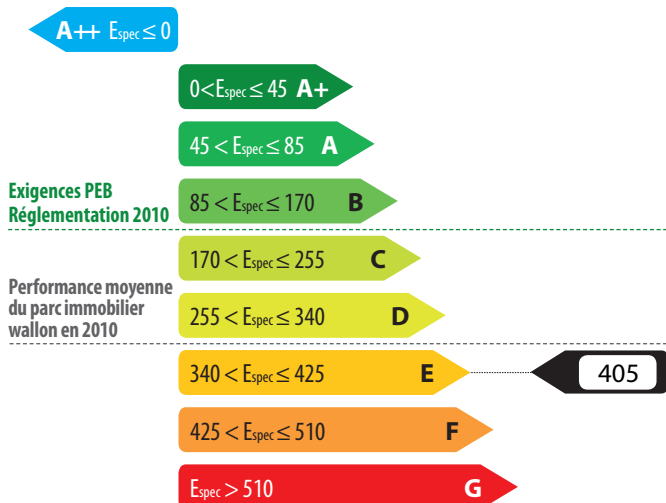 A++ Espec ≤ 0
0<Espec ≤ 45 A+
45 < Espec ≤ 85 A
Exigences PEB
Réglementation 2010
85 < Espec ≤ 170 B
170 < Espec ≤ 255 C
Performance moyenne
du parc immobilier
wallon en 2010
255 < Espec ≤ 340 D
340 < Espec ≤ 425 E
405
425 < Espec ≤ 510 F
Espec > 510 G